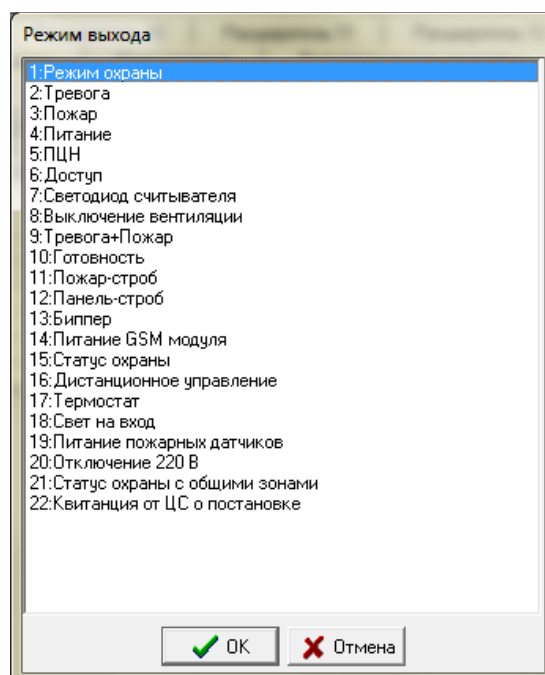 Режим выхода
1:Режим охраны
2:Тревога
3:Пожар
4:Питание
5:ПЦН
6:Доступ
7:Светодиод считывателя
8:Выключение вентиляции
9:Тревога+Пожар
10:Готовность
11:Пожар-строб
12:Панель-строб
13:Биппер
14:Питание GSM модуля
15:Статус охраны
16:Дистанционное управление
17:Термостат
18:Свет на вход
19:Питание пожарных датчиков
20:Отключение 220 В
21:Статус охраны с общими зонами
22:Квитанция от ЦС о постановке
OK Отмена